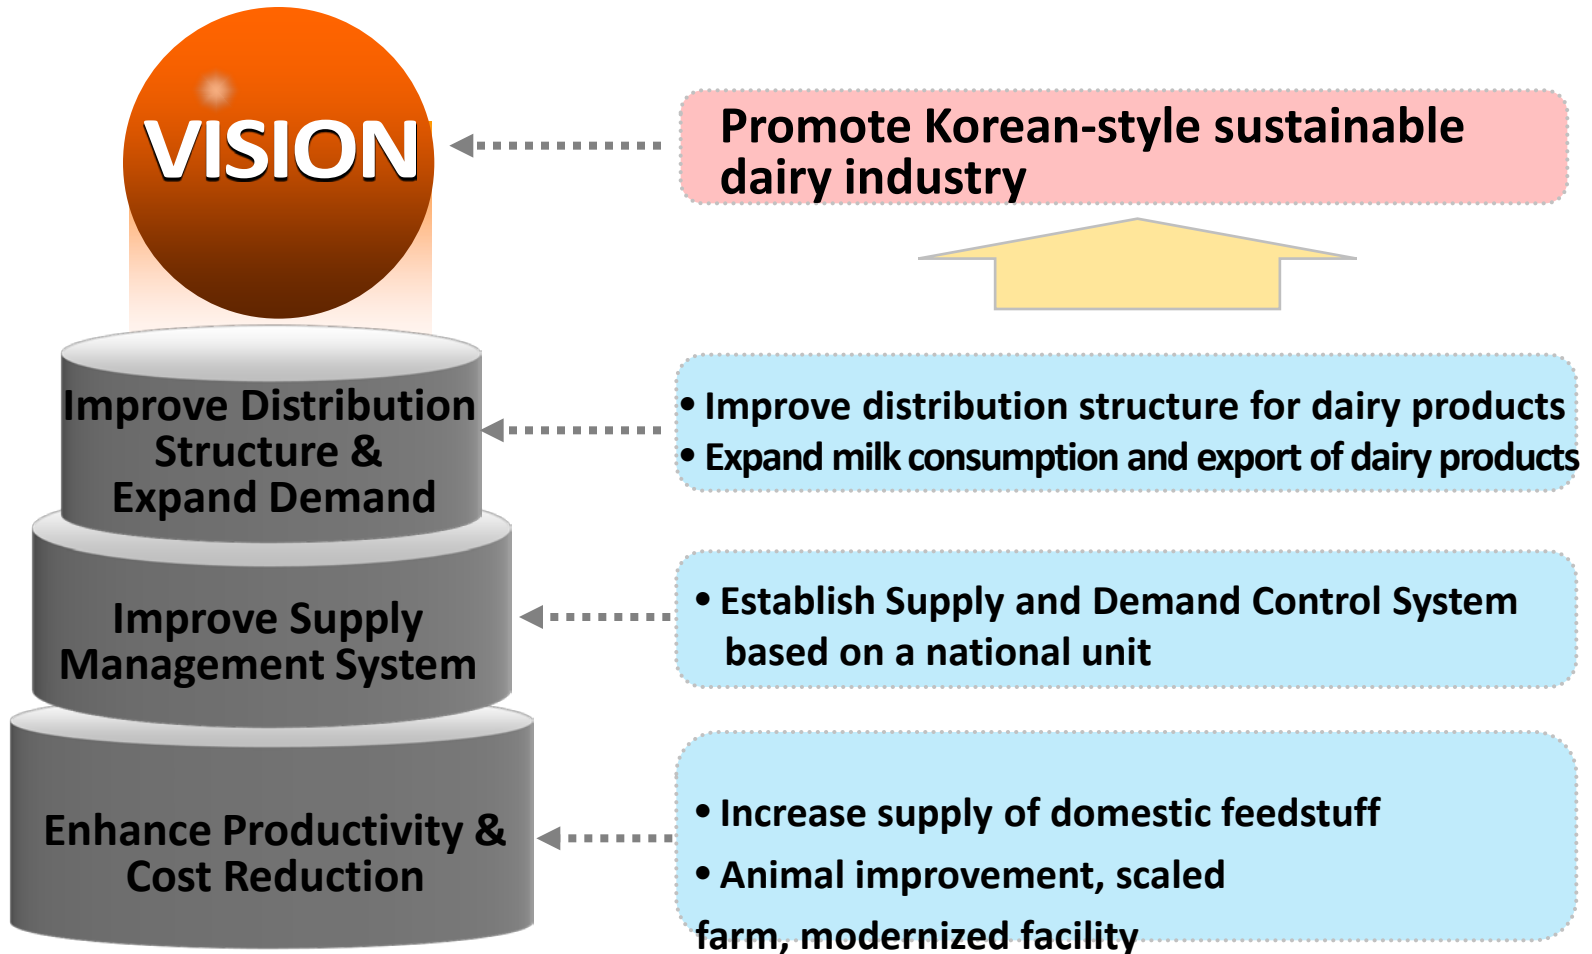 VISION
Promote Korean-style sustainable
dairy industry
Improve Distribution
Structure &
Expand Demand
• Improve distribution structure for dairy products
• Expand milk consumption and export of dairy products
Improve Supply
Management System
• Establish Supply and Demand Control System
based on a national unit
Enhance Productivity &
Cost Reduction
• Increase supply of domestic feedstuff
• Animal improvement, scaled
farm, modernized facility